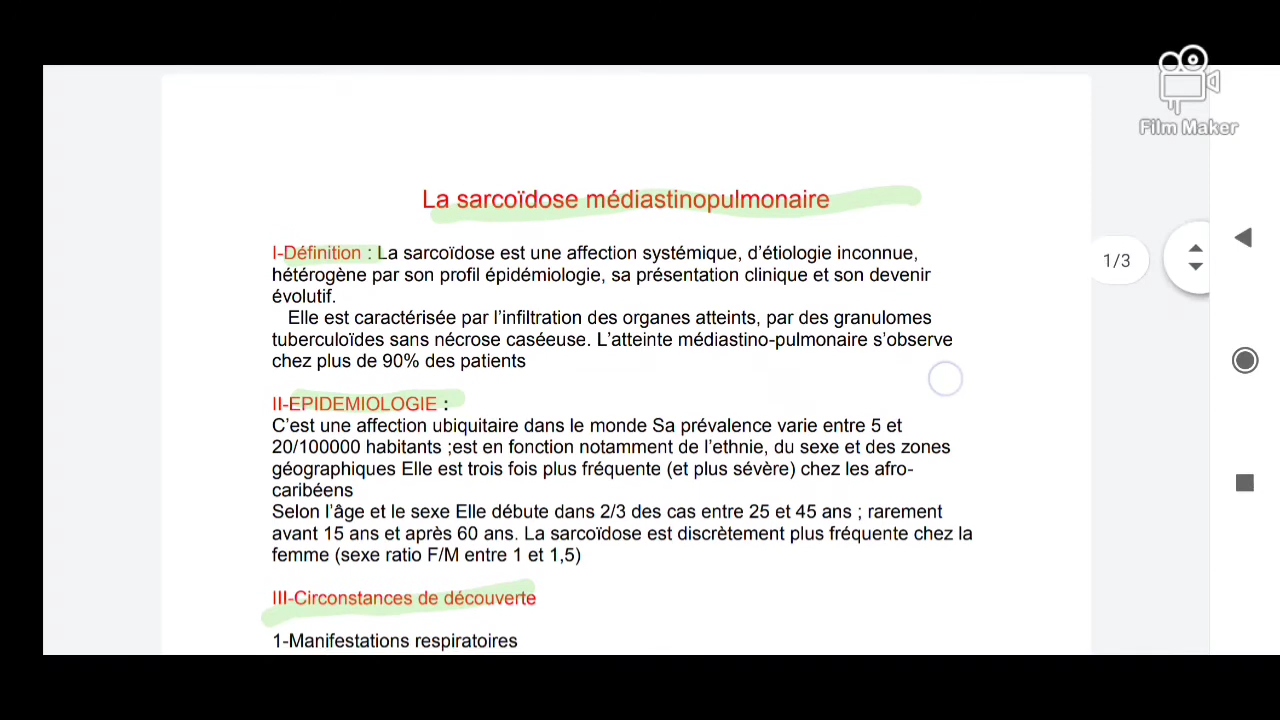 Film Maker
La sarcoïdose médiastinopulmonaire
I-Définition : La sarcoïdose est une affection systémique, d'étiologie inconnue,
hétérogène par son profil épidémiologie, sa présentation clinique et son devenir
évolutif.
Elle est caractérisée par l'infiltration des organes atteints, par des granulomes
tuberculoïdes sans nécrose caséeuse. L'atteinte médiastino-pulmonaire s'observe
chez plus de 90% des patients
1/3
II-EPIDEMIOLOGIE :
C'est une affection ubiquitaire dans le monde Sa prévalence varie entre 5 et
20/100000 habitants ;est en fonction notamment de l'ethnie, du sexe et des zones
géographiques Elle est trois fois plus fréquente (et plus sévère) chez les afro-
caribéens
Selon l'âge et le sexe Elle débute dans 2/3 des cas entre 25 et 45 ans ; rarement
avant 15 ans et après 60 ans. La sarcoïdose est discrètement plus fréquente chez la
femme (sexe ratio F/M entre 1 et 1,5)
III-Circonstances de découverte
1-Manifestations respiratoires